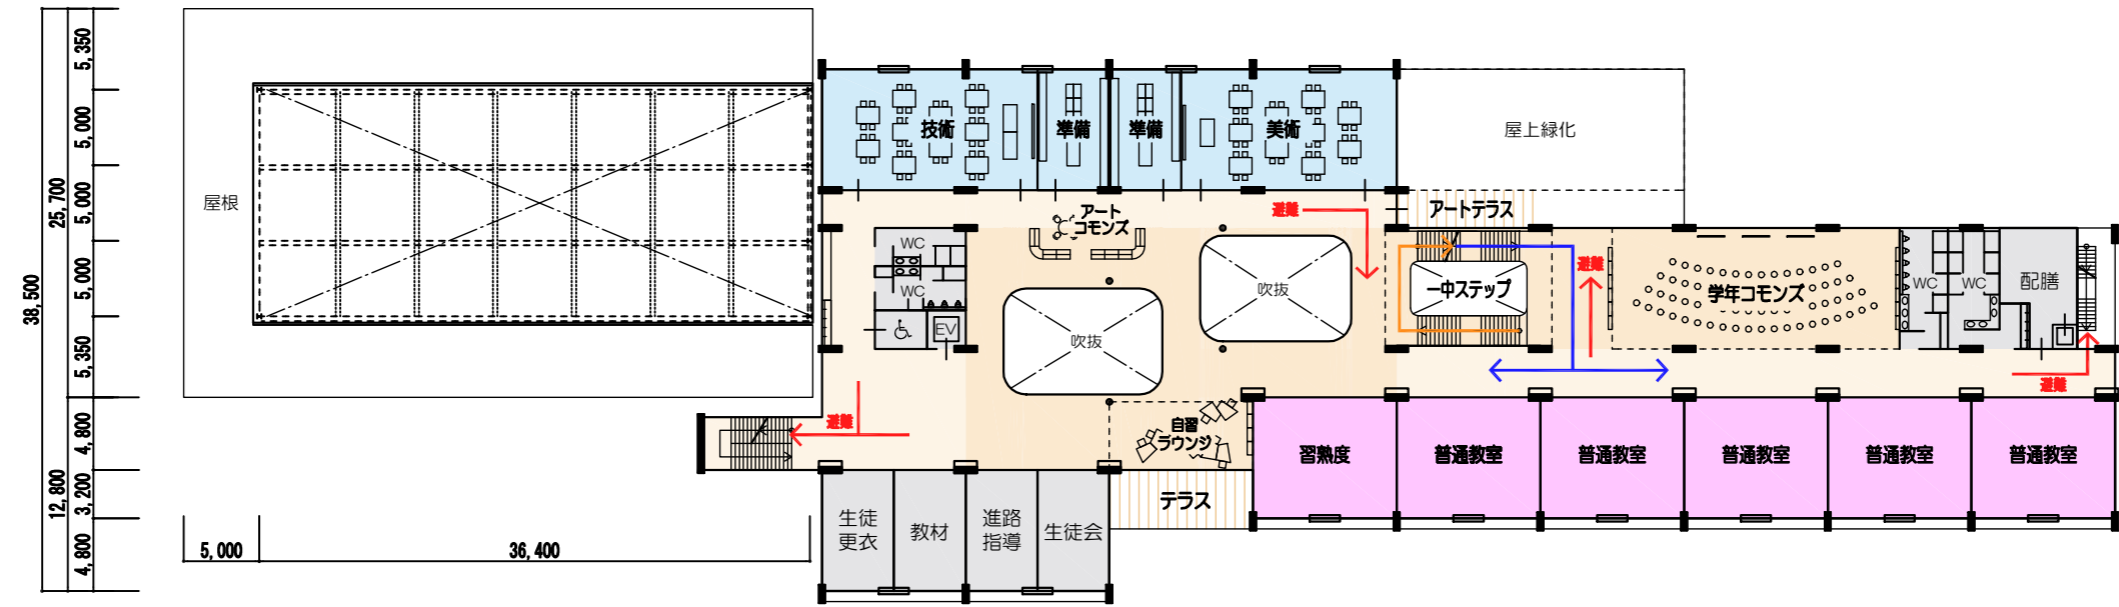 5,350
5,000
5,000
5,000
5,350
25,700
38,500
4,800
3,200
4,800
12,800
5,000
36,400
屋根
技術
準備
準備
美術
屋上緑化
アート
コモンズ
避難
アートテラス
WC
WC
EV
吹抜
吹抜
一中ステップ
避難
学年コモンズ
WC
WC
配膳
避難
避難
自習
ラウンジ
テラス
習熟度
普通教室
普通教室
普通教室
普通教室
普通教室
生徒
更衣
教材
進路
指導
生徒会